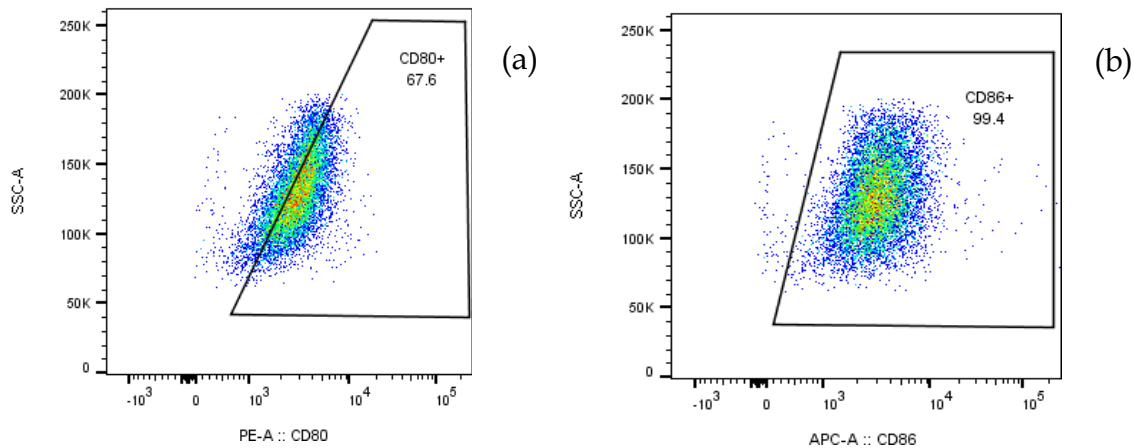 250K
200K
150K
100K
50K
0
SSC-A
-10³ 0 10³ 10⁴ 10⁵
PE-A :: CD80
CD80+
67.6
(a)
250K
200K
150K
100K
50K
0
SSC-A
-10³ 0 10³ 10⁴ 10⁵
APC-A :: CD86
CD86+
99.4
(b)